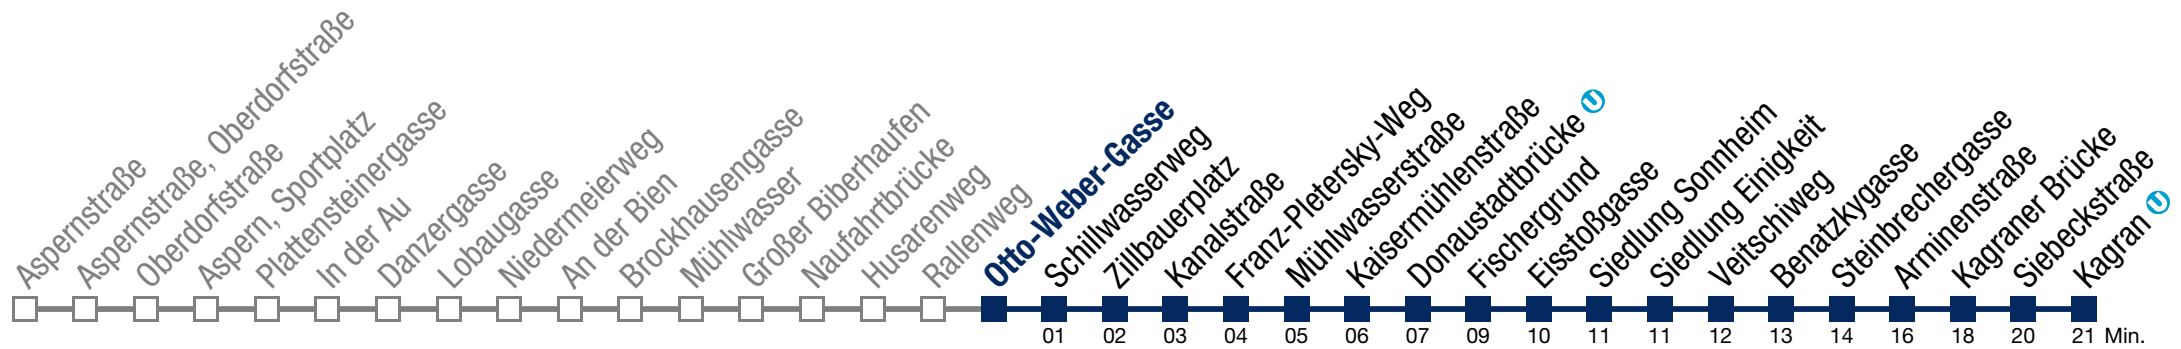 Aspernstraße
Aspernstraße, Oberdorfstraße
Oberdorfstraße
Aspern, Sportplatz
Plattensteinergasse
In der Au
Danzergasse
Lobaugasse
Niedermeierweg
An der Bien
Brockhausengasse
Mühlwasser
Großer Biberhaufen
Naufahrtbrücke
Husarenweg
Rallenweg
Otto-Weber-Gasse
Schillwasserweg
Zillbauerplatz
Kanalstraße
Franz-Pletersky-Weg
Mühlwasserstraße
Kaisermühlenstraße
Donaustadtbrücke U
Fischergrund
Eisstoßgasse
Siedlung Sonnheim
Siedlung Einigkeit
Veitschiweg
Benatzkygasse
Steinbrechergasse
Arminenstraße
Kagraner Brücke
Siebeckstraße
Kagran U
01 02 03 04 05 06 07 09 10 11 11 12 13 14 16 18 20 21 Min.